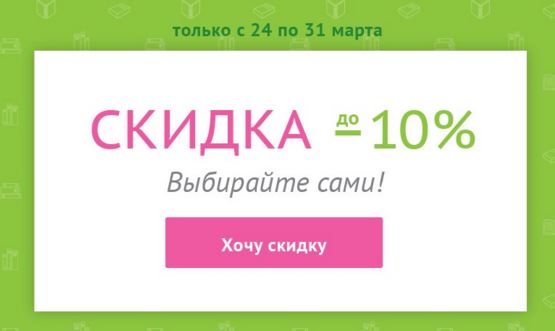 только с 24 по 31 марта
СКИДКА до -10%
Выбирайте сами!
Хочу скидку